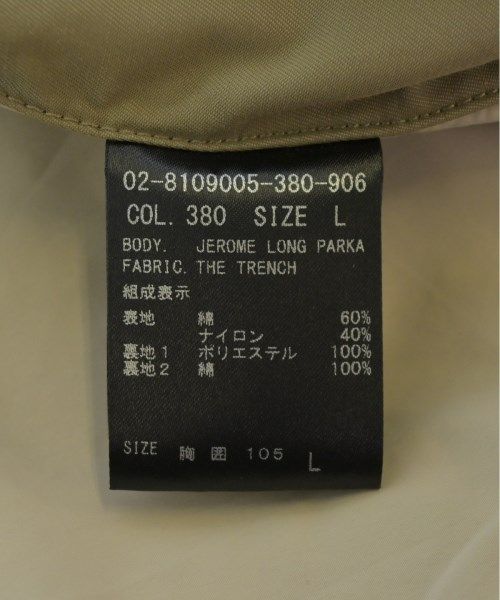 02-8109005-380-906
COL. 380 SIZE L
BODY. JEROME LONG PARKA
FABRIC. THE TRENCH
組成表示
表地 綿 60%
ナイロン 40%
裏地1 ポリエステル 100%
裏地2 綿 100%
SIZE 胸囲 105 L